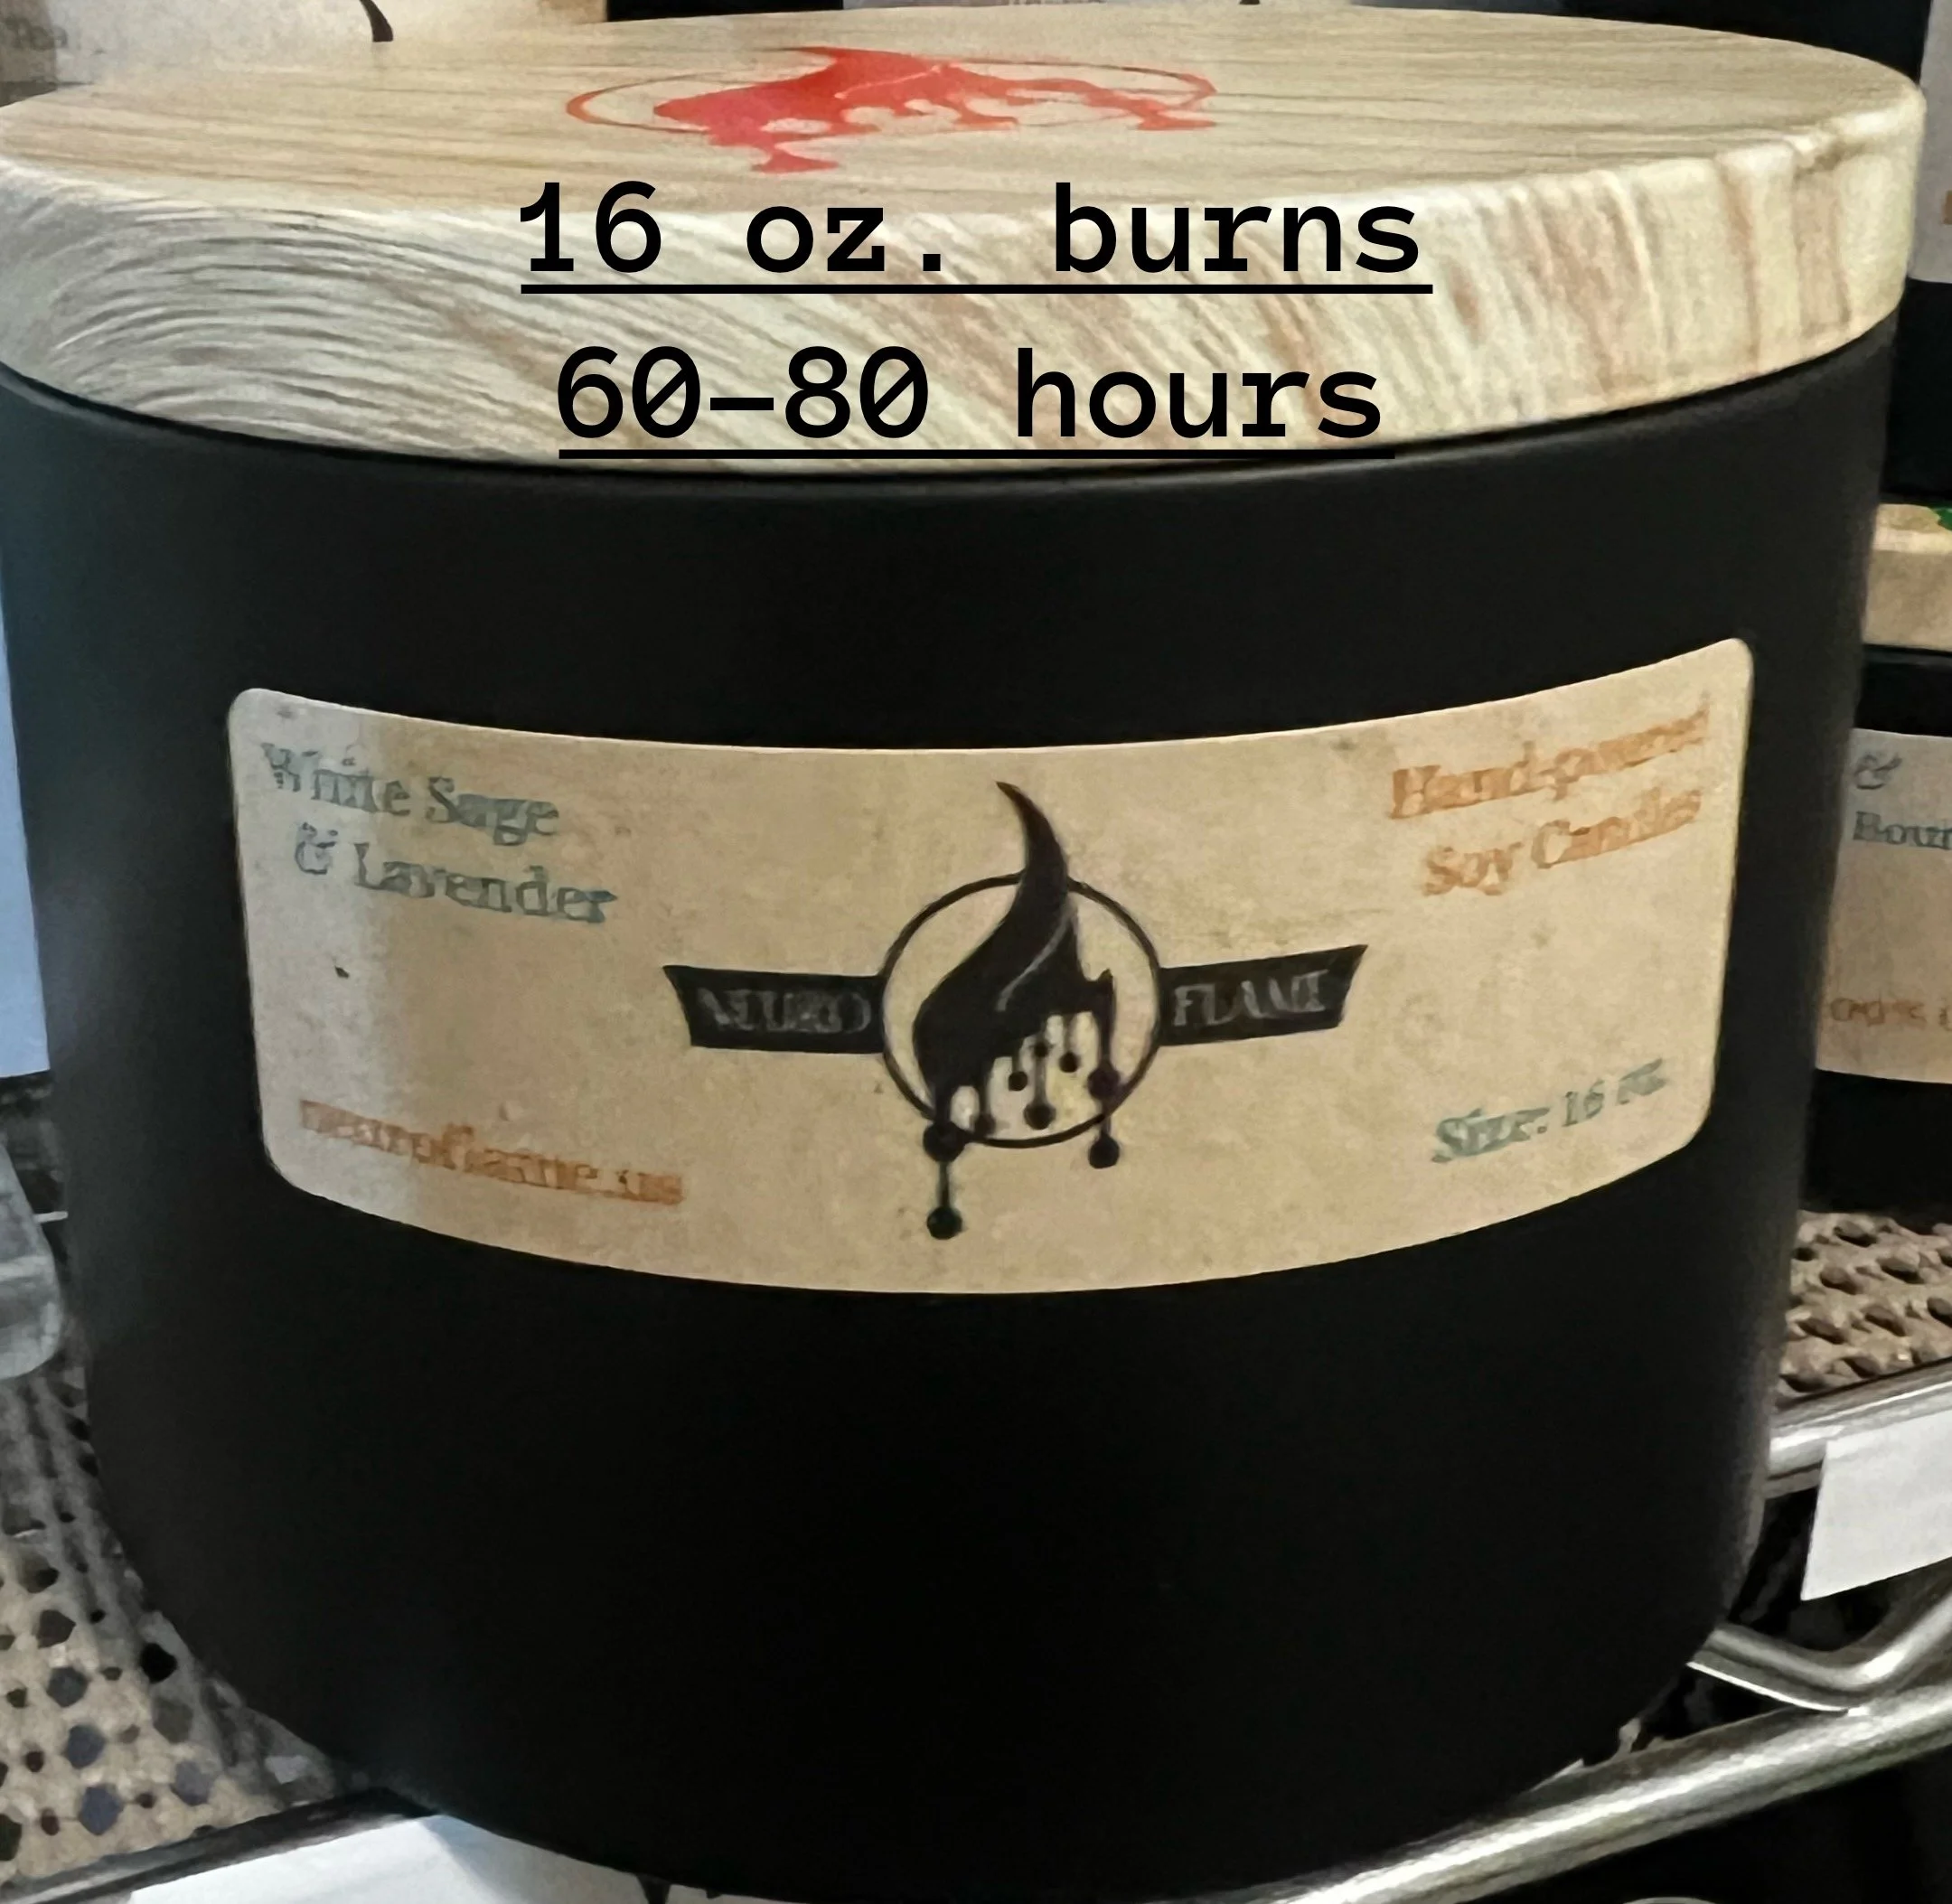 16 oz. burns
60-80 hours
White Sage
& Lavender
Hand-poured
Soy Candles
NEURO FLAME
neuroflame.us
Size: 16 oz.
&